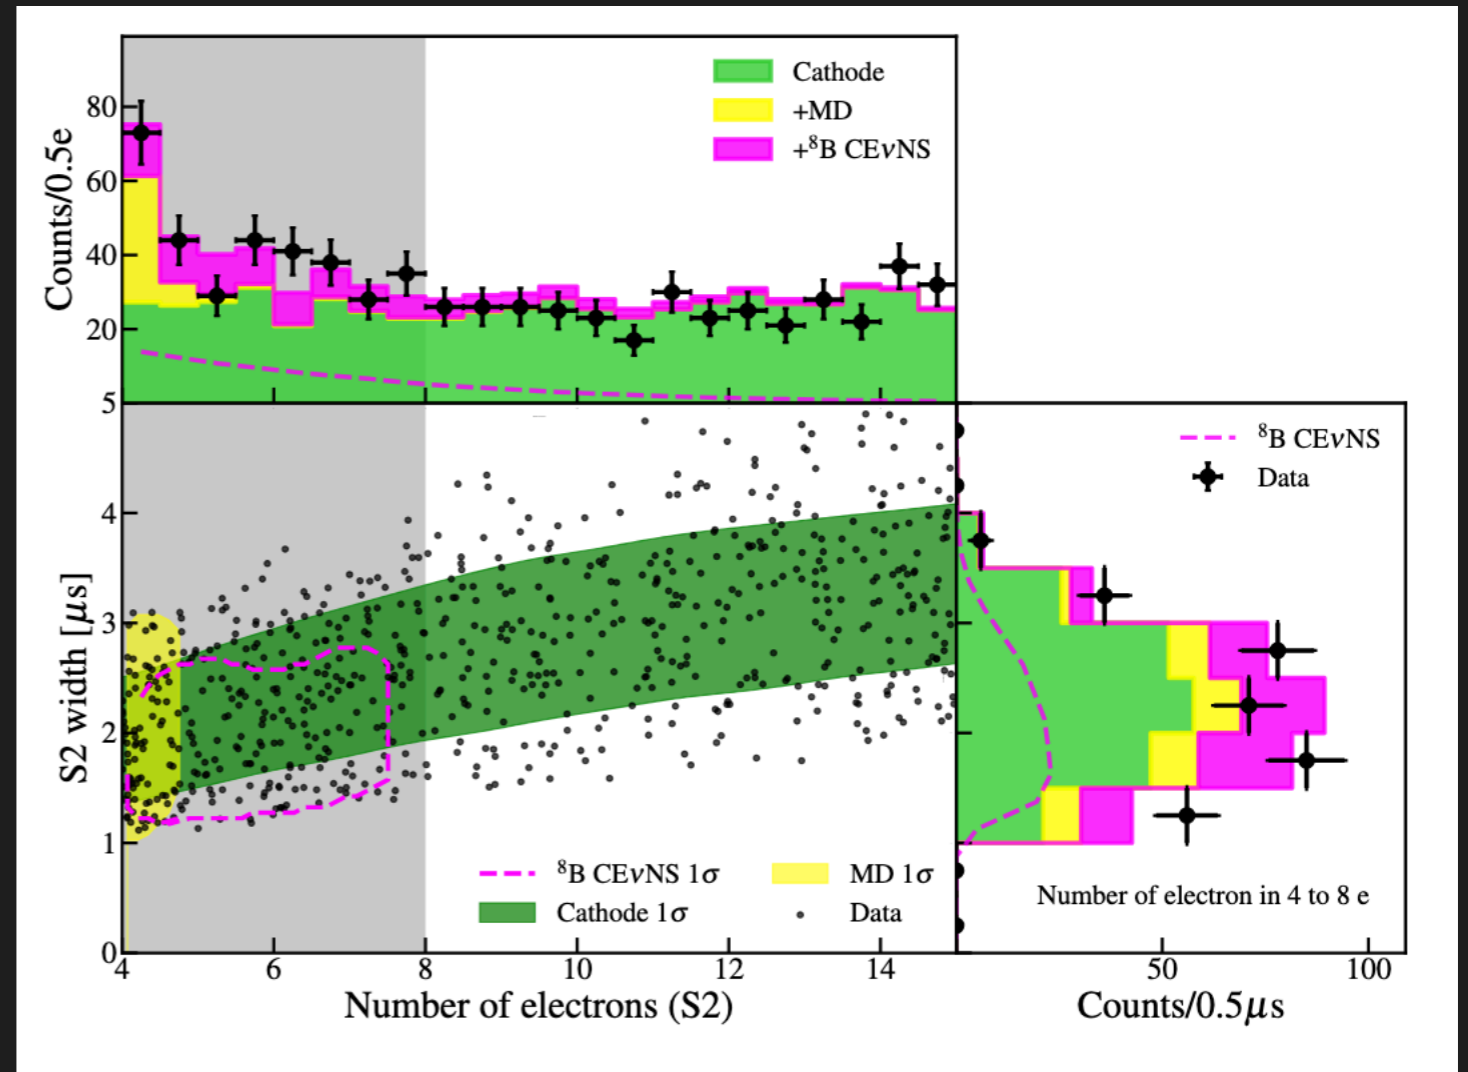 Cathode
+MD
+⁸B CEνNS
Counts/0.5e
80
60
40
20
5
5
4
3
2
1
0
S2 width [μs]
⁸B CEνNS 1σ
MD 1σ
Cathode 1σ
Data
4
6
8
10
12
14
Number of electrons (S2)
⁸B CEνNS
Data
Number of electron in 4 to 8 e
50
100
Counts/0.5μs